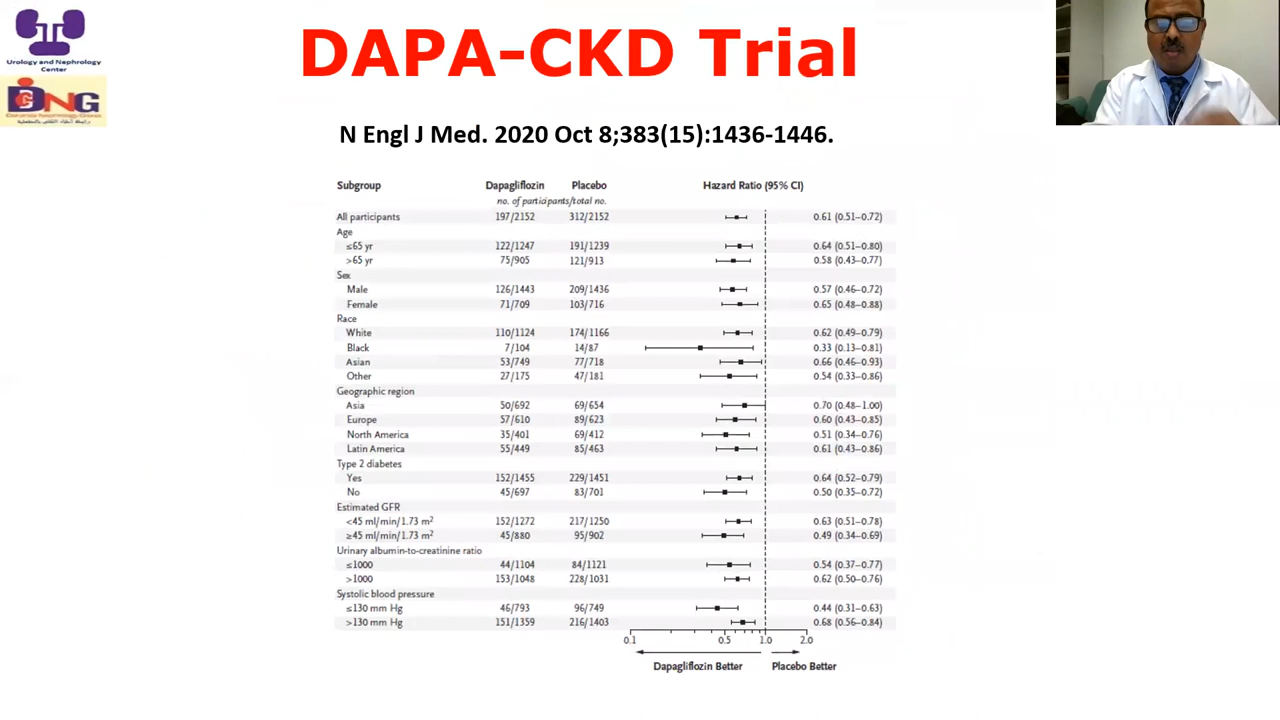 Urology and Nephrology
Center
DCNG
DAPA-CKD Trial
N Engl J Med. 2020 Oct 8;383(15):1436-1446.
Subgroup Dapagliflozin Placebo Hazard Ratio (95% CI)
no. of participants/total no.
All participants 197/2152 312/2152 0.61 (0.51–0.72)
Age
≤65 yr 122/1247 191/1239 0.64 (0.51–0.80)
>65 yr 75/905 121/913 0.58 (0.43–0.77)
Sex
Male 126/1443 209/1436 0.57 (0.46–0.72)
Female 71/709 103/716 0.65 (0.48–0.88)
Race
White 110/1124 174/1166 0.62 (0.49–0.79)
Black 7/104 14/87 0.33 (0.13–0.81)
Asian 53/749 77/718 0.66 (0.46–0.93)
Other 27/175 47/181 0.54 (0.33–0.86)
Geographic region
Asia 50/692 69/654 0.70 (0.48–1.00)
Europe 57/610 89/623 0.60 (0.43–0.85)
North America 35/401 69/412 0.51 (0.34–0.76)
Latin America 55/449 85/463 0.61 (0.43–0.86)
Type 2 diabetes
Yes 152/1455 229/1451 0.64 (0.52–0.79)
No 45/697 83/701 0.50 (0.35–0.72)
Estimated GFR
<45 ml/min/1.73 m² 152/1272 217/1250 0.63 (0.51–0.78)
≥45 ml/min/1.73 m² 45/880 95/902 0.49 (0.34–0.69)
Urinary albumin-to-creatinine ratio
≤1000 44/1104 84/1121 0.54 (0.37–0.77)
>1000 153/1048 228/1031 0.62 (0.50–0.76)
Systolic blood pressure
≤130 mm Hg 46/793 96/749 0.44 (0.31–0.63)
>130 mm Hg 151/1359 216/1403 0.68 (0.56–0.84)
0.1 0.5 1.0 2.0
Dapagliflozin Better Placebo Better